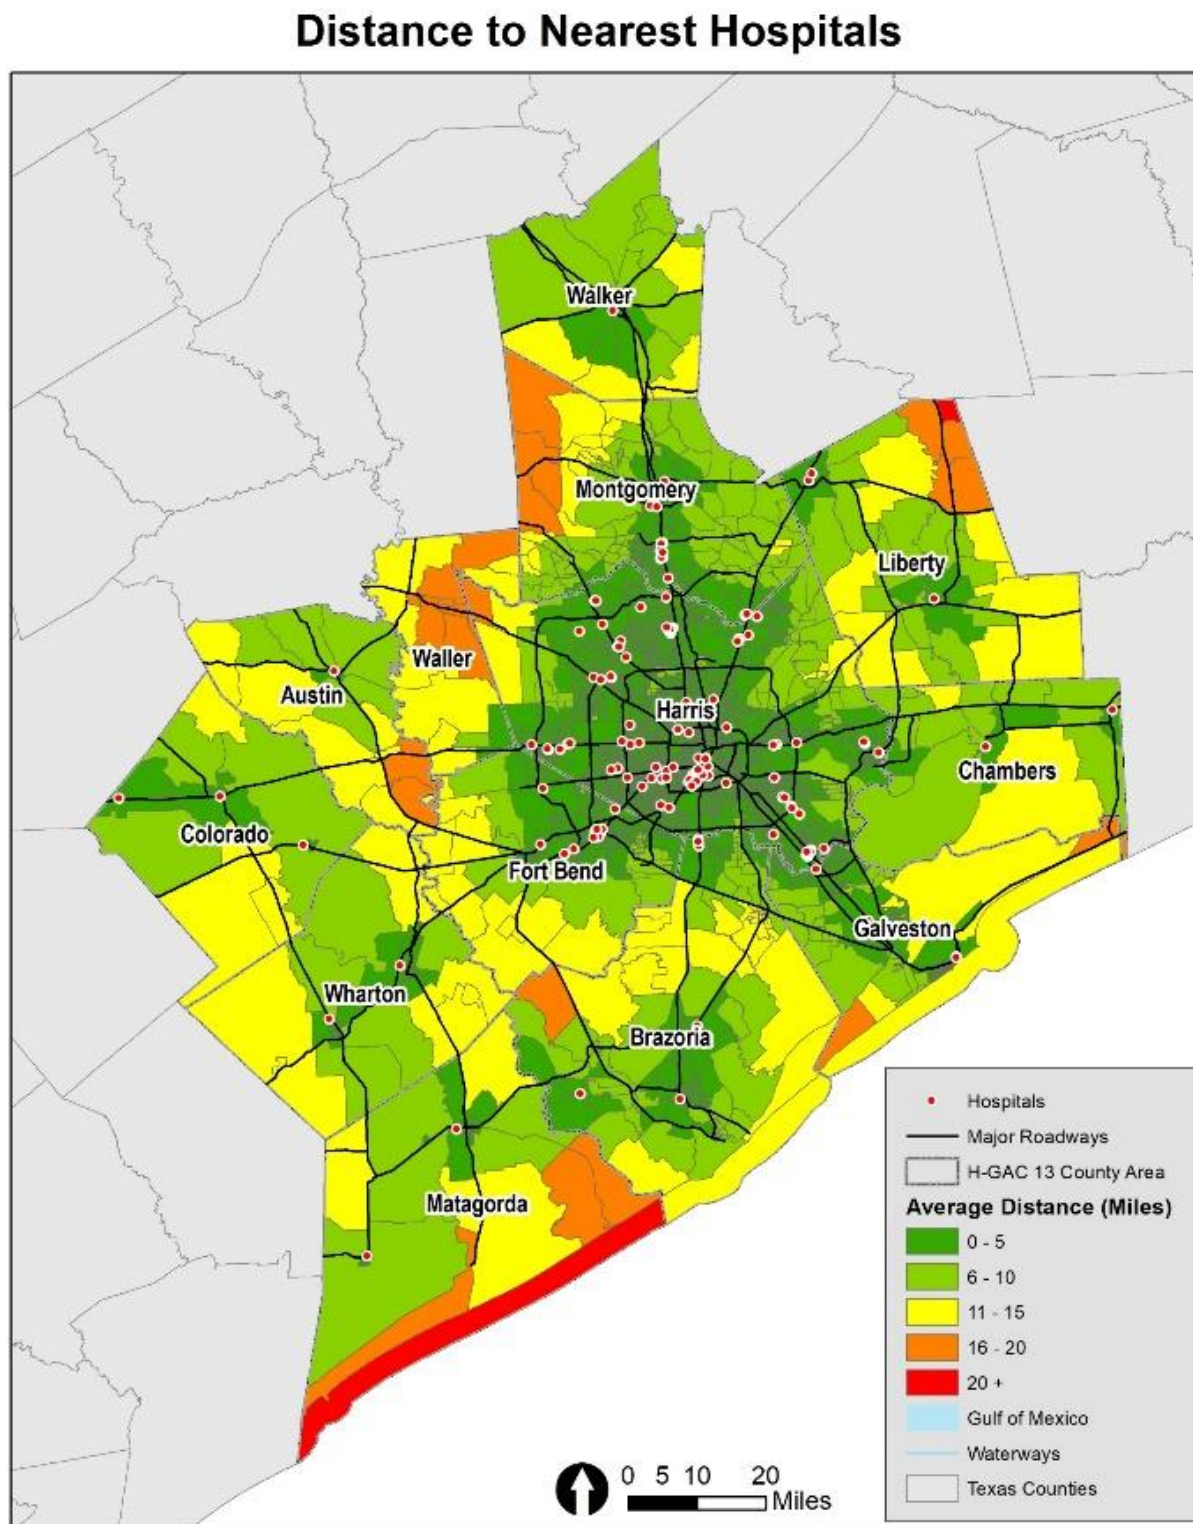 Distance to Nearest Hospitals
Walker
Montgomery
Liberty
Waller
Austin
Harris
Chambers
Colorado
Fort Bend
Galveston
Wharton
Brazoria
Matagorda
Hospitals
Major Roadways
H-GAC 13 County Area
Average Distance (Miles)
0 - 5
6 - 10
11 - 15
16 - 20
20 +
Gulf of Mexico
Waterways
Texas Counties
0 5 10 20
Miles